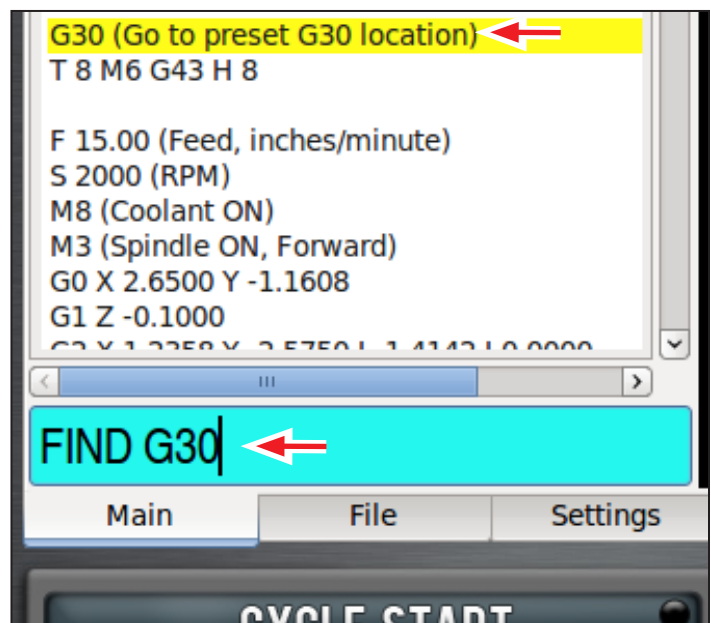 G30 (Go to preset G30 location)
T 8 M6 G43 H 8
F 15.00 (Feed, inches/minute)
S 2000 (RPM)
M8 (Coolant ON)
M3 (Spindle ON, Forward)
G0 X 2.6500 Y -1.1608
G1 Z -0.1000
FIND G30
Main File Settings
CYCLE START